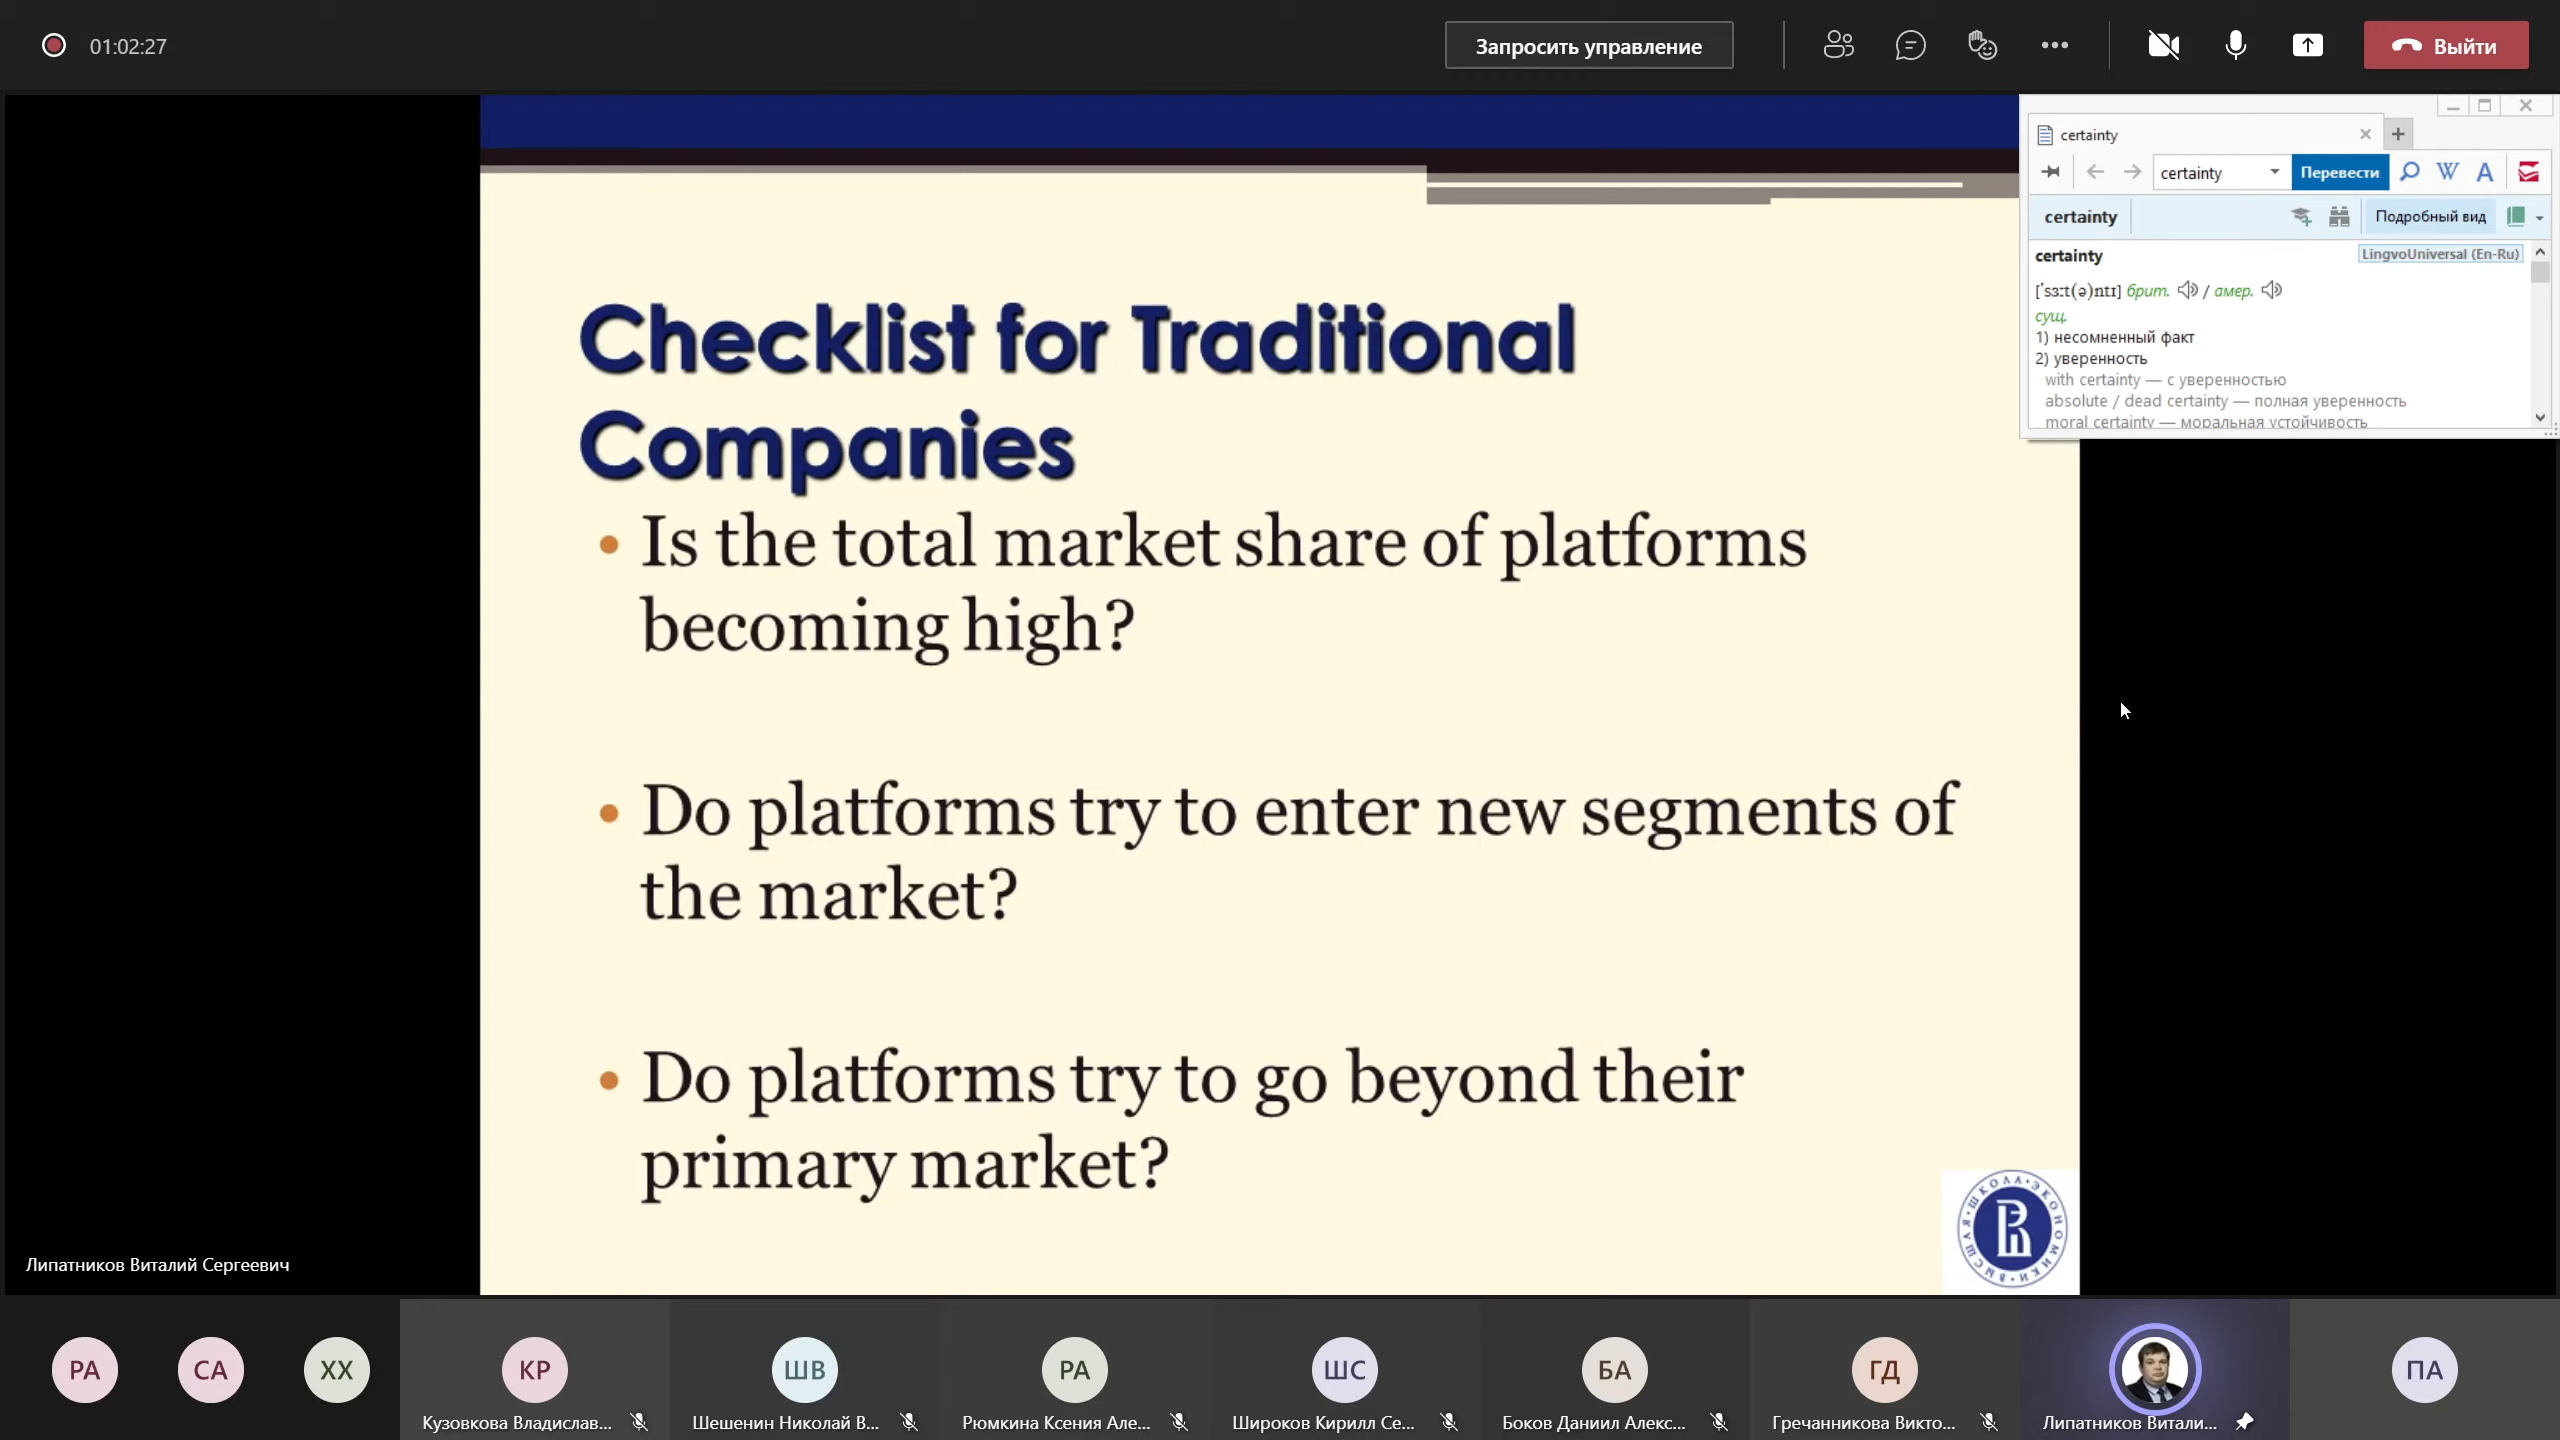 01:02:27
Запросить управление
Выйти
certainty
certainty
Перевести
W
A
certainty
Подробный вид
certainty
LingvoUniversal (En-Ru)
['sɜːt(ə)ntɪ] брит. / амер.
сущ.
1) несомненный факт
2) уверенность
with certainty — с уверенностью
absolute / dead certainty — полная уверенность
moral certainty — моральная устойчивость
Checklist for Traditional
Companies
• Is the total market share of platforms
becoming high?
• Do platforms try to enter new segments of
the market?
• Do platforms try to go beyond their
primary market?
ВЫСШАЯ • ШКОЛА • ЭКОНОМИКИ •
Липатников Виталий Сергеевич
РА
СА
ХХ
КР
ШВ
РА
ШС
БА
ГД
ПА
Кузовкова Владислав...
Шешенин Николай В...
Рюмкина Ксения Але...
Широков Кирилл Се...
Боков Даниил Алекс...
Гречанникова Викто...
Липатников Витали...